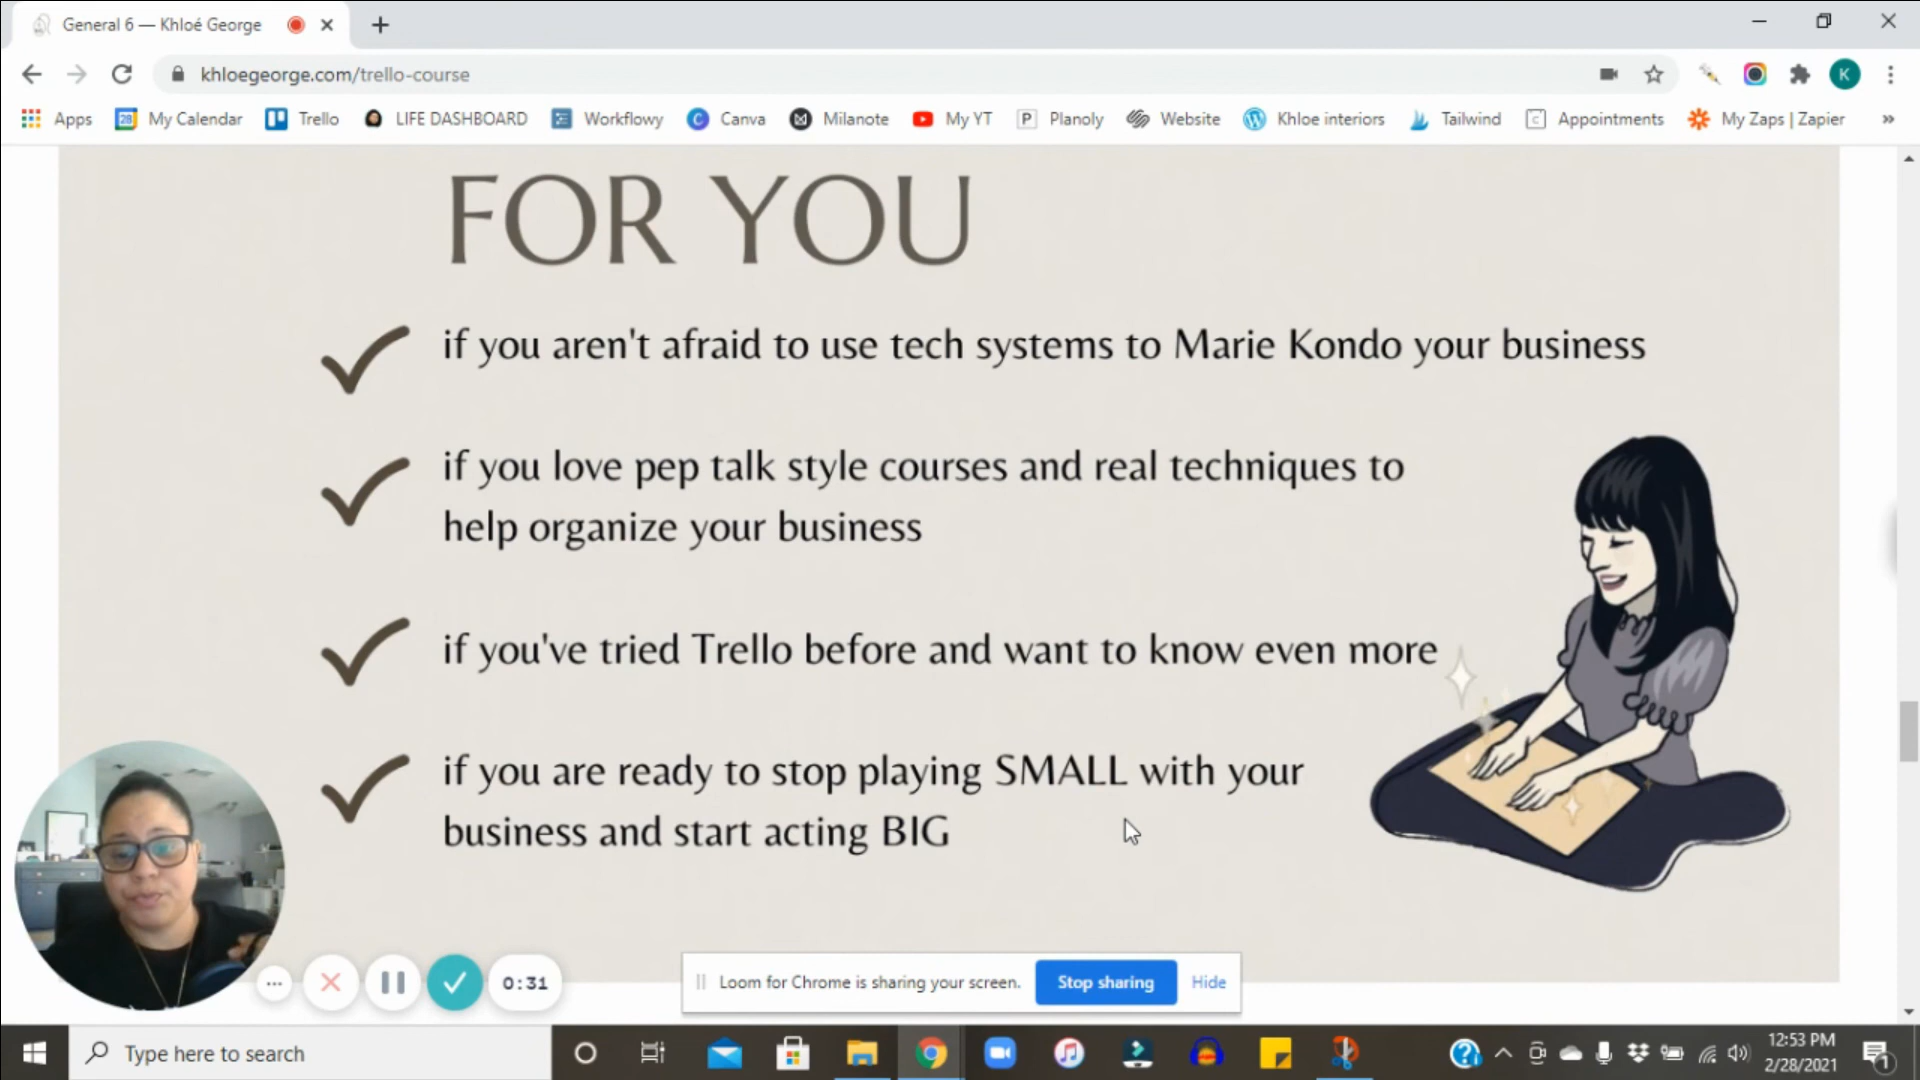 General 6 — Khloé George
khloegeorge.com/trello-course
K
Apps
28
My Calendar
Trello
LIFE DASHBOARD
Workflowy
C
Canva
Milanote
My YT
P
Planoly
Website
Khloe interiors
Tailwind
C
Appointments
My Zaps | Zapier
»
FOR YOU
if you aren't afraid to use tech systems to Marie Kondo your business
if you love pep talk style courses and real techniques to
help organize your business
if you've tried Trello before and want to know even more
if you are ready to stop playing SMALL with your
business and start acting BIG
0:31
Loom for Chrome is sharing your screen.
Stop sharing
Hide
Type here to search
12:53 PM
2/28/2021
1